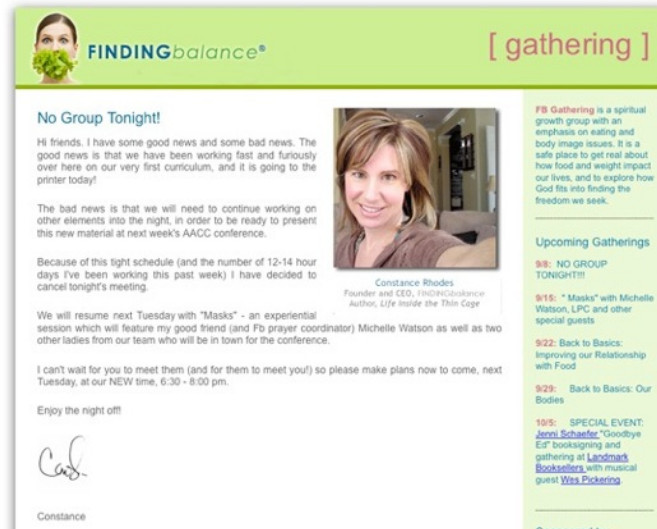 FINDINGbalance®
[ gathering ]
No Group Tonight!
Hi friends. I have some good news and some bad news. The
good news is that we have been working fast and furiously
over here on our very first curriculum, and it is going to the
printer today!
The bad news is that we will need to continue working on
other elements into the night, in order to be ready to present
this new material at next week's AACC conference.
Because of this tight schedule (and the number of 12-14 hour
days I've been working this past week) I have decided to
cancel tonight's meeting.
We will resume next Tuesday with "Masks" - an experiential
session which will feature my good friend (and Fb prayer coordinator) Michelle Watson as well as two
other ladies from our team who will be in town for the conference.
I can't wait for you to meet them (and for them to meet you!) so please make plans now to come, next
Tuesday, at our NEW time, 6:30 - 8:00 pm.
Enjoy the night off!
Constance
Constance Rhodes
Founder and CEO, FINDINGbalance
Author, Life Inside the Thin Cage
FB Gathering is a spiritual
growth group with an
emphasis on eating and
body image issues. It is a
safe place to get real about
how food and weight impact
our lives, and to explore how
God fits into finding the
freedom we seek.
Upcoming Gatherings
9/8: NO GROUP
TONIGHT!!!
9/15: " Masks" with Michelle
Watson, LPC and other
special guests
9/22: Back to Basics:
Improving our Relationship
with Food
9/29: Back to Basics: Our
Bodies
10/5: SPECIAL EVENT:
Jenni Schaefer "Goodbye
Ed" booksigning and
gathering at Landmark
Booksellers with musical
guest Wes Pickering.